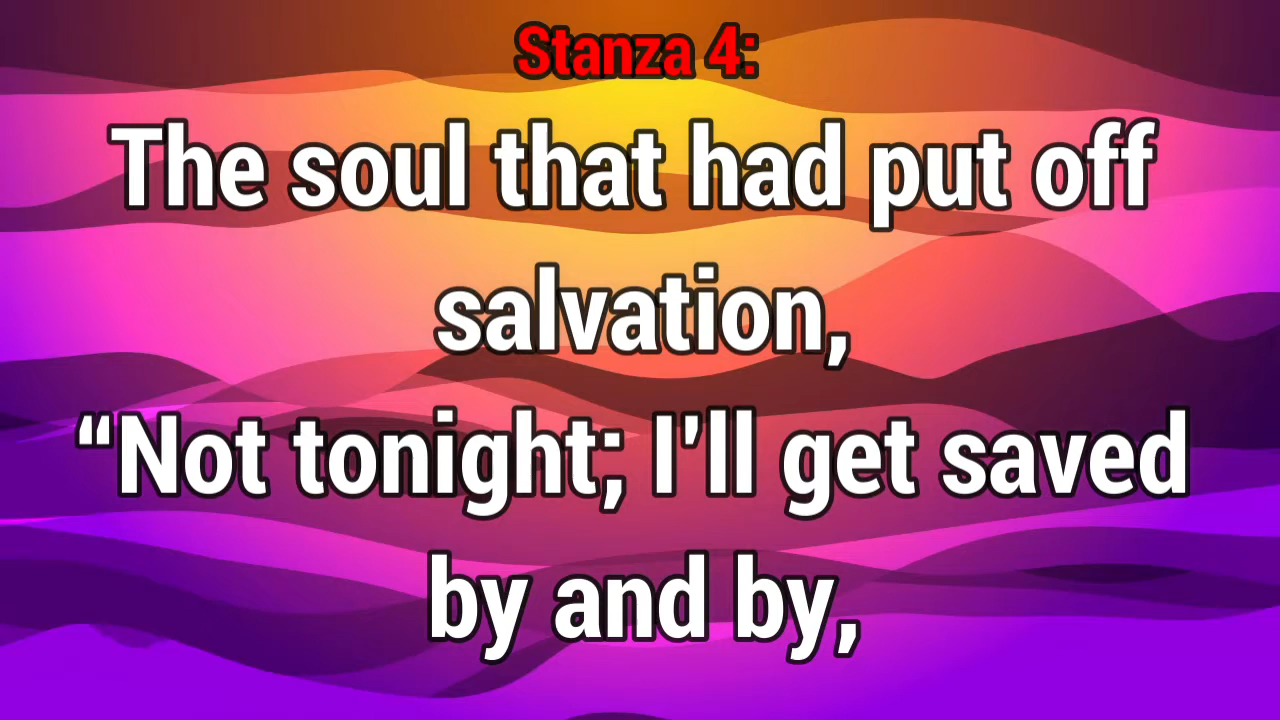 Stanza 4:
The soul that had put off
salvation,
“Not tonight; I’ll get saved
by and by,